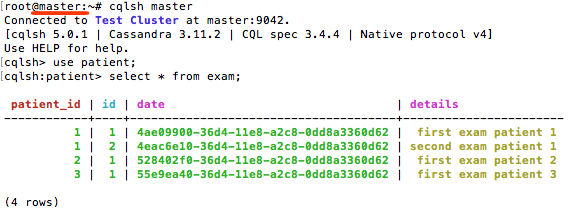 [root@master:~# cqlsh master
Connected to Test Cluster at master:9042.
[cqlsh 5.0.1 | Cassandra 3.11.2 | CQL spec 3.4.4 | Native protocol v4]
Use HELP for help.
cqlsh> use patient;
cqlsh:patient> select * from exam;
patient_id | id | date | details
------------+----+--------------------------------------+-----------------------
1 | 1 | 4ae09900-36d4-11e8-a2c8-0dd8a3360d62 | first exam patient 1
1 | 2 | 4eac6e10-36d4-11e8-a2c8-0dd8a3360d62 | second exam patient 1
2 | 1 | 528402f0-36d4-11e8-a2c8-0dd8a3360d62 | first exam patient 2
3 | 1 | 55e9ea40-36d4-11e8-a2c8-0dd8a3360d62 | first exam patient 3
(4 rows)